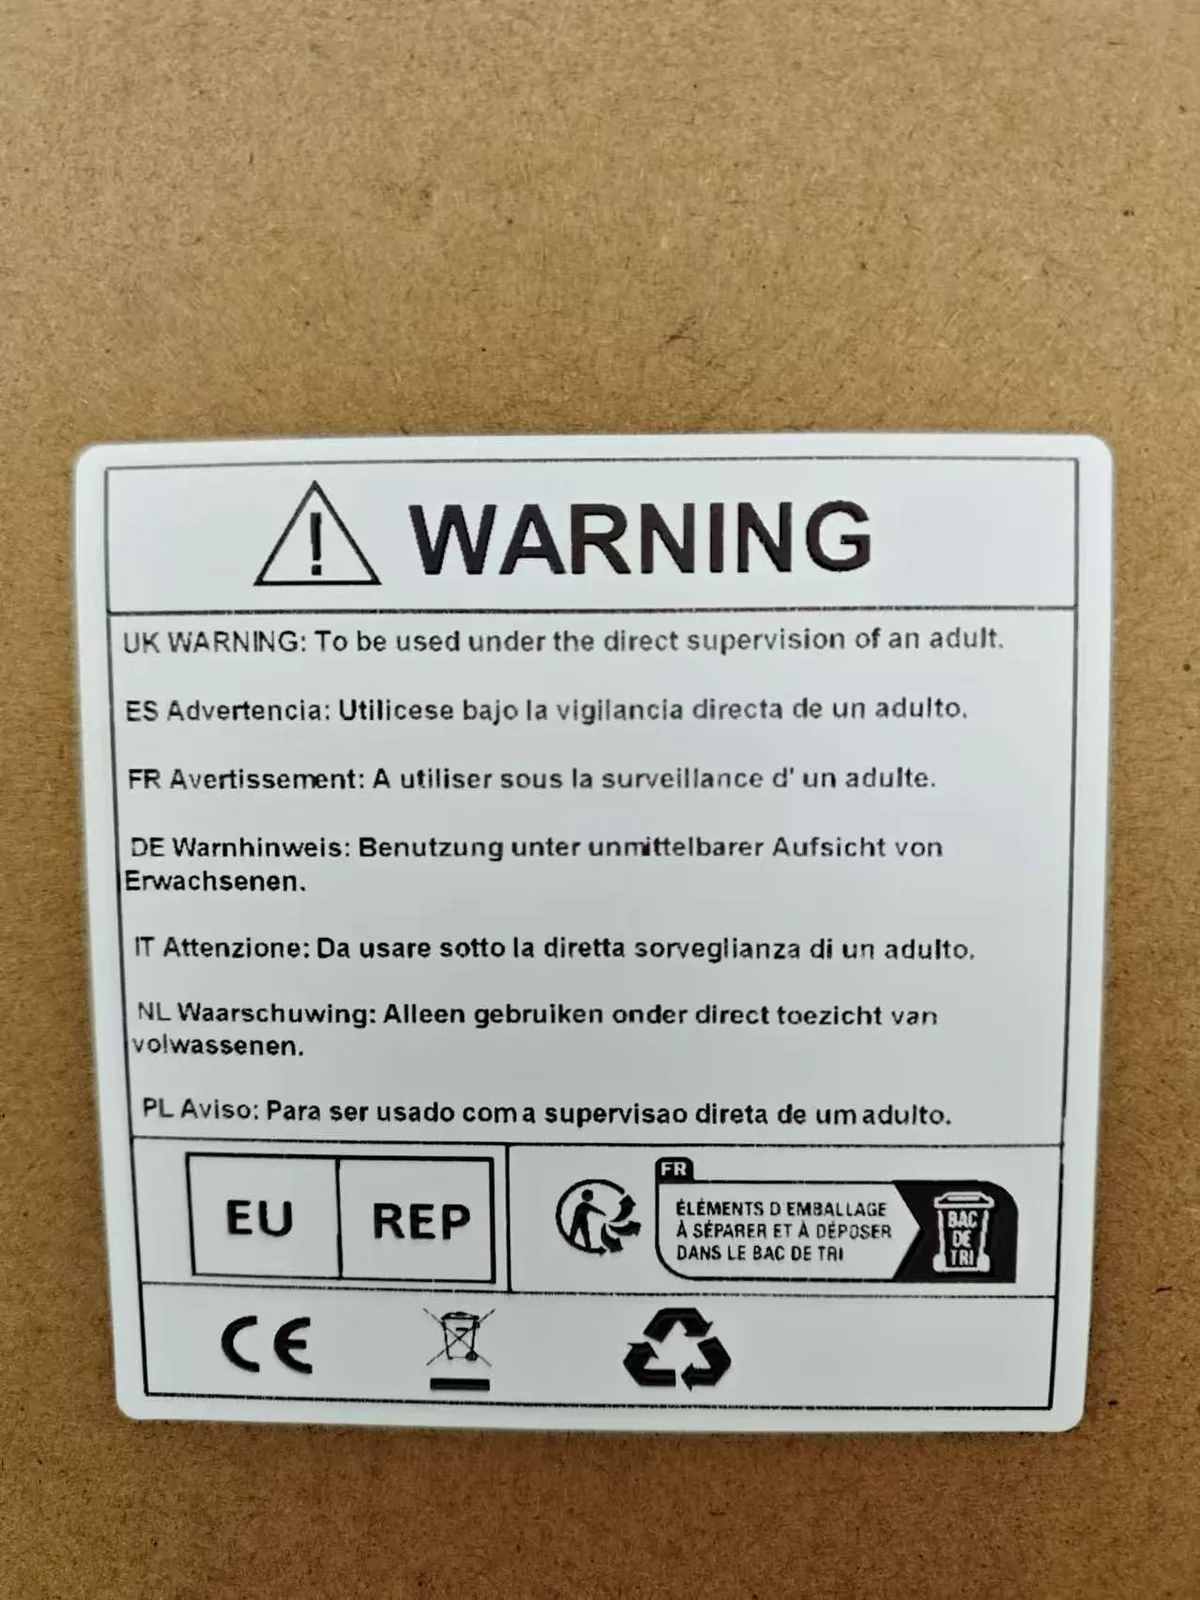 ! WARNING
UK WARNING: To be used under the direct supervision of an adult.
ES Advertencia: Utilicese bajo la vigilancia directa de un adulto.
FR Avertissement: A utiliser sous la surveillance d' un adulte.
DE Warnhinweis: Benutzung unter unmittelbarer Aufsicht von
Erwachsenen.
IT Attenzione: Da usare sotto la diretta sorveglianza di un adulto.
NL Waarschuwing: Alleen gebruiken onder direct toezicht van
volwassenen.
PL Aviso: Para ser usado com a supervisao direta de um adulto.
EU REP
FR
ÉLÉMENTS D'EMBALLAGE
À SÉPARER ET À DÉPOSER
DANS LE BAC DE TRI
BAC
DE
TRI
CE